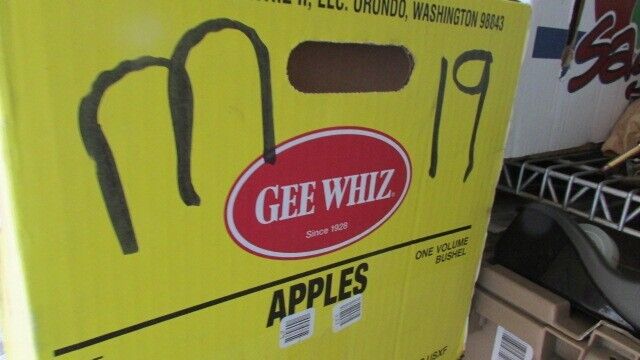 II, LLC. ORONDO, WASHINGTON 98843
M 19
GEE WHIZ
Since 1928
ONE VOLUME
BUSHEL
APPLES